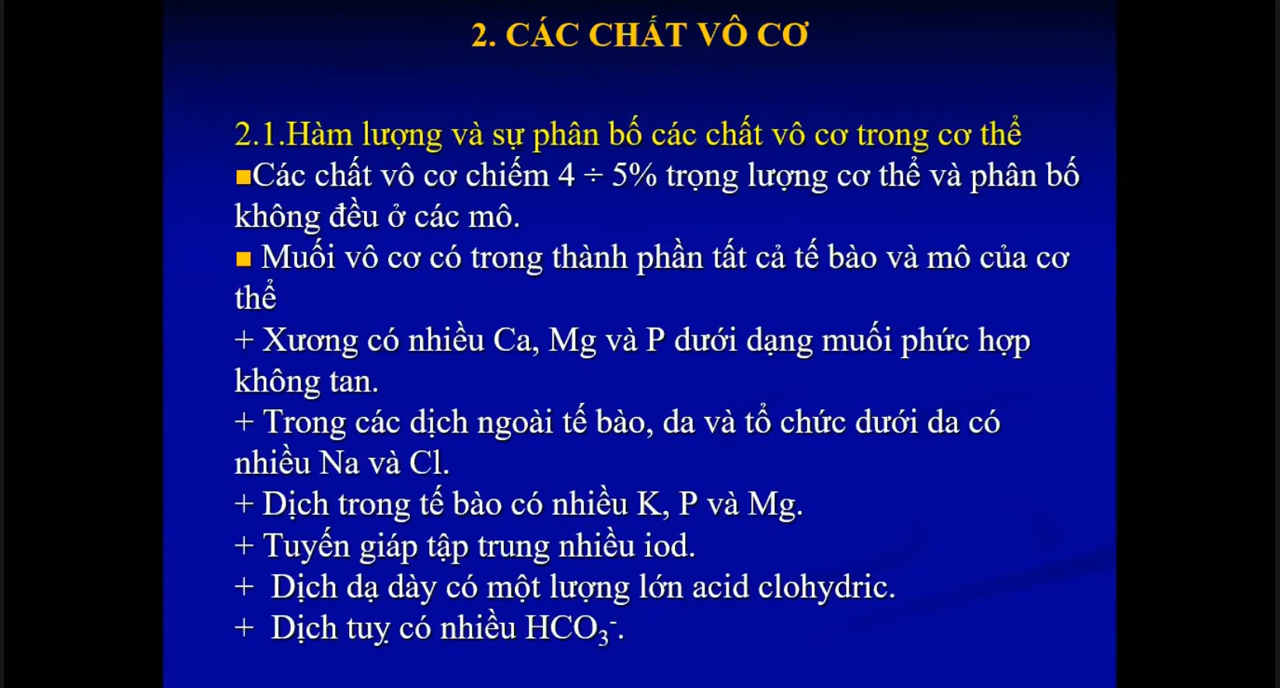 2. CÁC CHẤT VÔ CƠ
2.1.Hàm lượng và sự phân bố các chất vô cơ trong cơ thể
■Các chất vô cơ chiếm 4 ÷ 5% trọng lượng cơ thể và phân bố
không đều ở các mô.
■ Muối vô cơ có trong thành phần tất cả tế bào và mô của cơ
thể
+ Xương có nhiều Ca, Mg và P dưới dạng muối phức hợp
không tan.
+ Trong các dịch ngoài tế bào, da và tổ chức dưới da có
nhiều Na và Cl.
+ Dịch trong tế bào có nhiều K, P và Mg.
+ Tuyến giáp tập trung nhiều iod.
+ Dịch dạ dày có một lượng lớn acid clohydric.
+ Dịch tuỵ có nhiều HCO₃⁻.